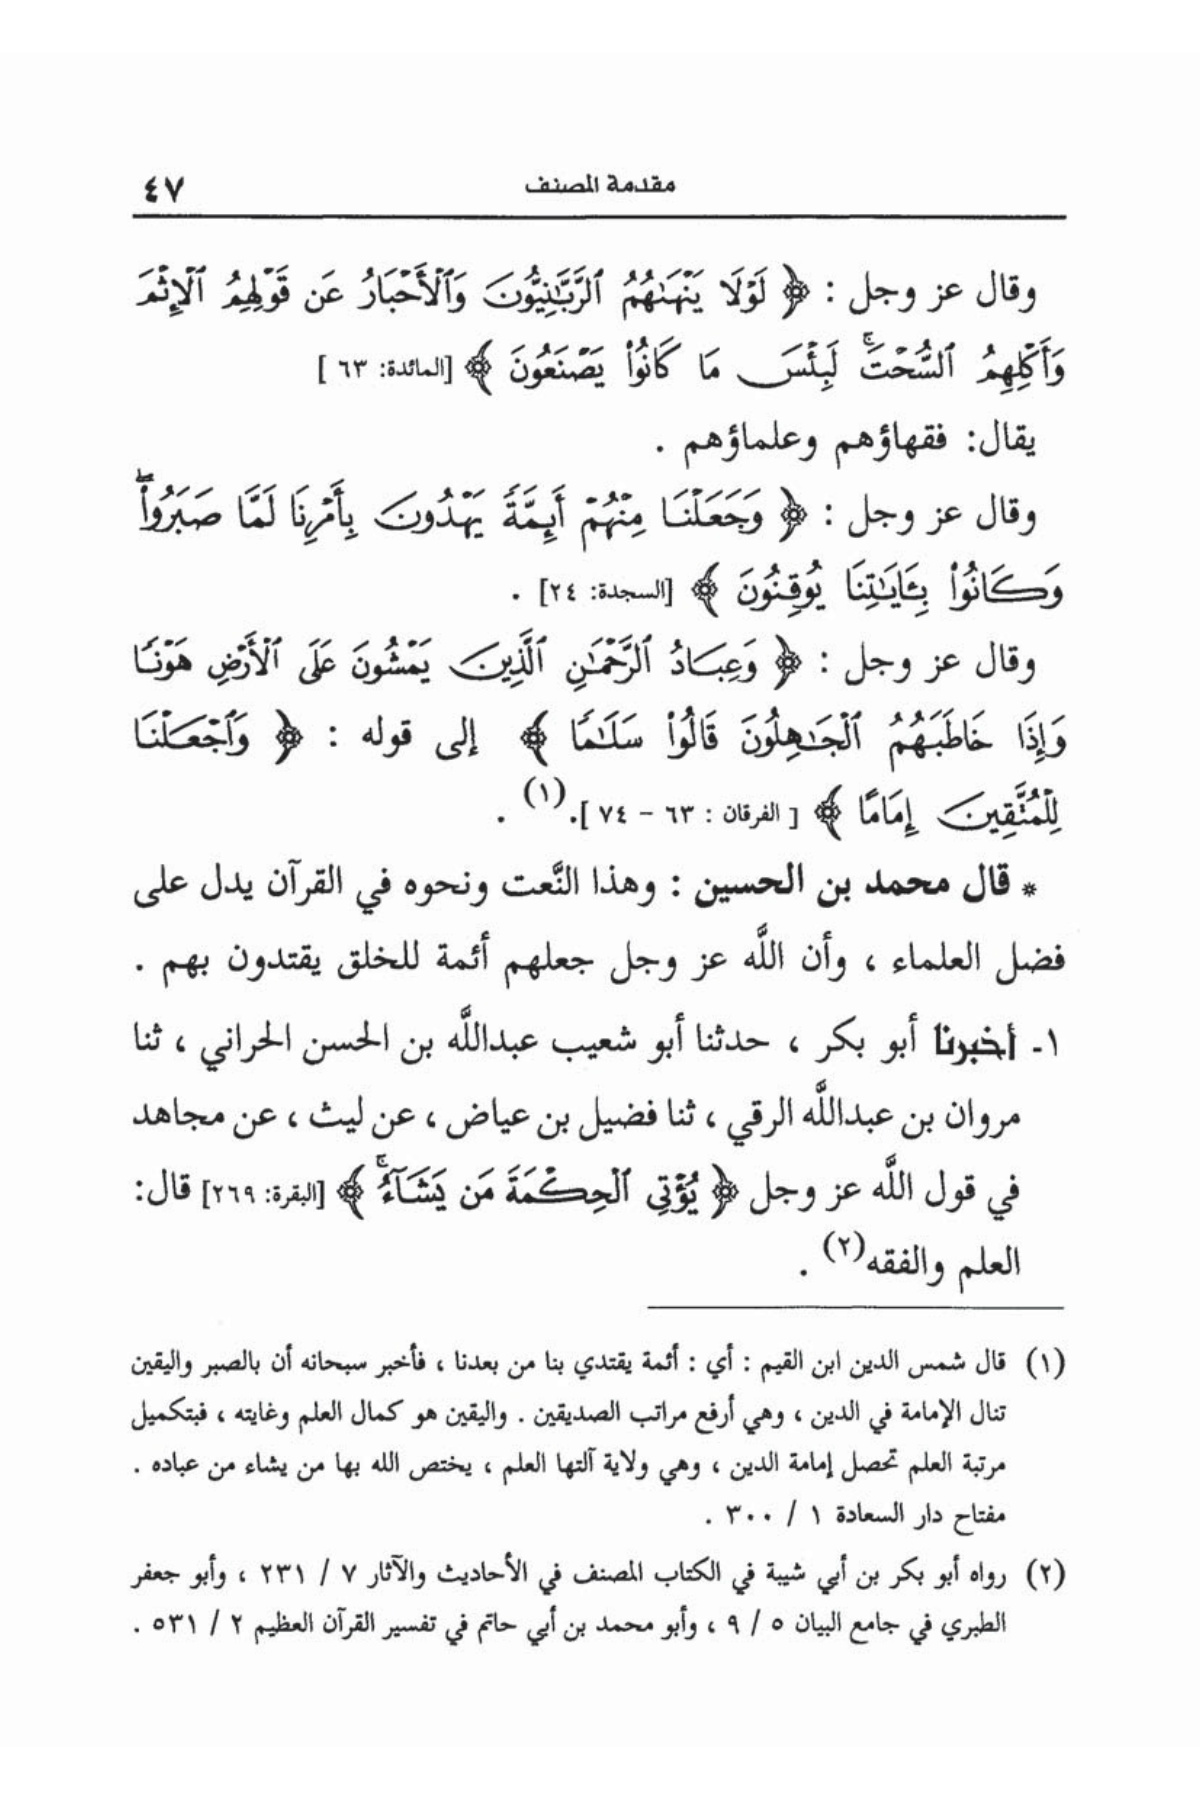 مقدمة المصنف ٤٧
وقال عز وجل : ﴿ لَوْلَا يَنْهَىٰهُمُ ٱلرَّبَّـٰنِيُّونَ وَٱلْأَحْبَارُ عَن قَوْلِهِمُ ٱلْإِثْمَ
وَأَكْلِهِمُ ٱلسُّحْتَ ۚ لَبِئْسَ مَا كَانُوا۟ يَصْنَعُونَ ﴾ [المائدة: ٦٣ ]
يقال: فقهاؤهم وعلماؤهم .
وقال عز وجل : ﴿ وَجَعَلْنَا مِنْهُمْ أَئِمَّةً يَهْدُونَ بِأَمْرِنَا لَمَّا صَبَرُوا۟ ۖ
وَكَانُوا۟ بِـَٔايَـٰتِنَا يُوقِنُونَ ﴾ [السجدة: ٢٤] .
وقال عز وجل : ﴿ وَعِبَادُ ٱلرَّحْمَـٰنِ ٱلَّذِينَ يَمْشُونَ عَلَى ٱلْأَرْضِ هَوْنًا
وَإِذَا خَاطَبَهُمُ ٱلْجَـٰهِلُونَ قَالُوا۟ سَلَـٰمًا ﴾ إلى قوله : ﴿ وَٱجْعَلْنَا
لِلْمُتَّقِينَ إِمَامًا ﴾ [ الفرقان : ٦٣ – ٧٤ ].(١) .
* قال محمد بن الحسين : وهذا النَّعت ونحوه في القرآن يدل على
فضل العلماء ، وأن اللَّه عز وجل جعلهم أئمة للخلق يقتدون بهم .
١- أخبرنا أبو بكر ، حدثنا أبو شعيب عبداللَّه بن الحسن الحراني ، ثنا
مروان بن عبداللَّه الرقي ، ثنا فضيل بن عياض ، عن ليث ، عن مجاهد
في قول اللَّه عز وجل ﴿ يُؤْتِى ٱلْحِكْمَةَ مَن يَشَآءُ ۚ ﴾ [البقرة: ٢٦٩] قال:
العلم والفقه(٢) .
(١) قال شمس الدين ابن القيم : أي : أئمة يقتدي بنا من بعدنا ، فأخبر سبحانه أن بالصبر واليقين
تنال الإمامة في الدين ، وهي أرفع مراتب الصديقين . واليقين هو كمال العلم وغايته ، فبتكميل
مرتبة العلم تحصل إمامة الدين ، وهي ولاية آلتها العلم ، يختص الله بها من يشاء من عباده .
مفتاح دار السعادة ١ / ٣٠٠ .
(٢) رواه أبو بكر بن أبي شيبة في الكتاب المصنف في الأحاديث والآثار ٧ / ٢٣١ ، وأبو جعفر
الطبري في جامع البيان ٥ / ٩ ، وأبو محمد بن أبي حاتم في تفسير القرآن العظيم ٢ / ٥٣١ .